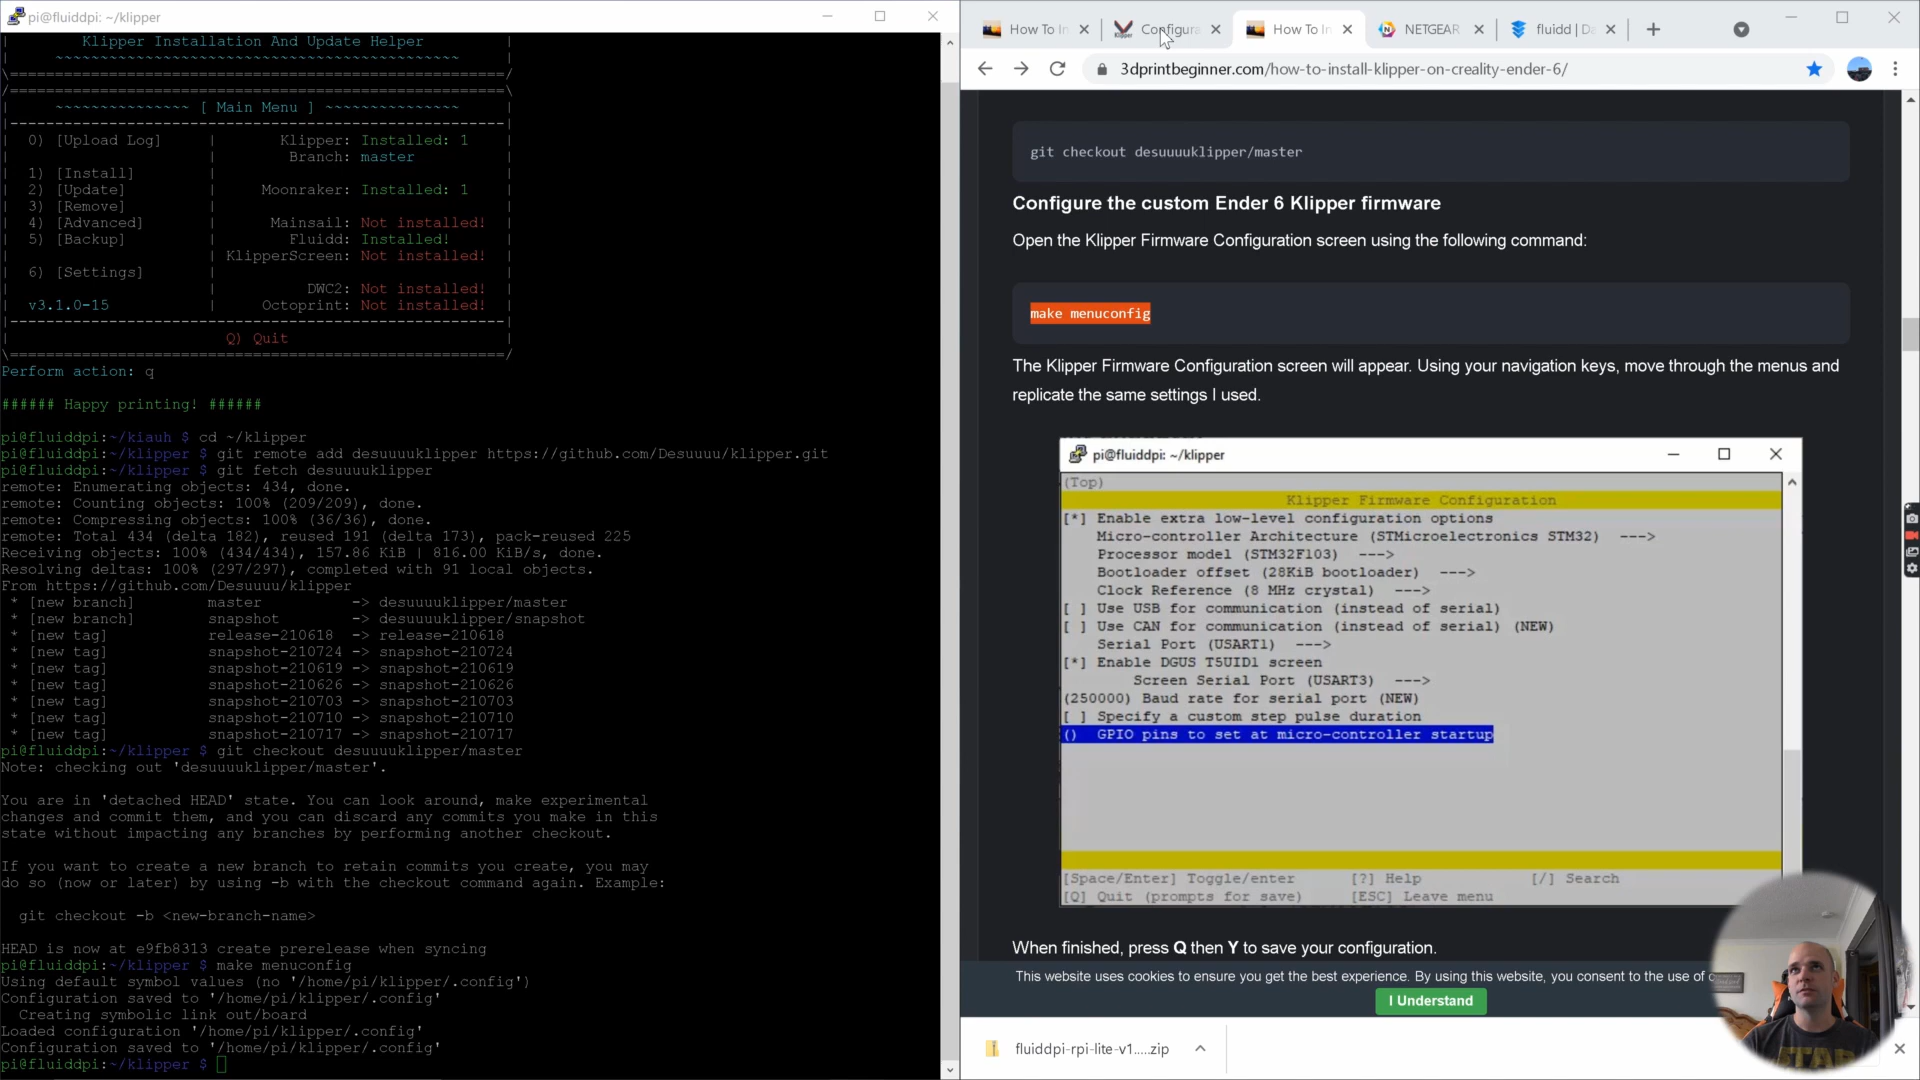 pi@fluiddpi: ~/klipper
Klipper Installation And Update Helper
[ Main Menu ]
0) [Upload Log] | Klipper: Installed: 1
Branch: master
1) [Install]
2) [Update] | Moonraker: Installed: 1
3) [Remove]
4) [Advanced] | Mainsail: Not installed!
5) [Backup] | Fluidd: Installed!
KlipperScreen: Not installed!
6) [Settings]
DWC2: Not installed!
v3.1.0-15 | Octoprint: Not installed!
Q) Quit
Perform action: q
###### Happy printing! ######
pi@fluiddpi:~/kiauh $ cd ~/klipper
pi@fluiddpi:~/klipper $ git remote add desuuuuklipper https://github.com/Desuuuu/klipper.git
pi@fluiddpi:~/klipper $ git fetch desuuuuklipper
remote: Enumerating objects: 434, done.
remote: Counting objects: 100% (209/209), done.
remote: Compressing objects: 100% (36/36), done.
remote: Total 434 (delta 182), reused 191 (delta 173), pack-reused 225
Receiving objects: 100% (434/434), 157.86 KiB | 816.00 KiB/s, done.
Resolving deltas: 100% (297/297), completed with 91 local objects.
From https://github.com/Desuuuu/klipper
* [new branch] master -> desuuuuklipper/master
* [new branch] snapshot -> desuuuuklipper/snapshot
* [new tag] release-210618 -> release-210618
* [new tag] snapshot-210724 -> snapshot-210724
* [new tag] snapshot-210619 -> snapshot-210619
* [new tag] snapshot-210626 -> snapshot-210626
* [new tag] snapshot-210703 -> snapshot-210703
* [new tag] snapshot-210710 -> snapshot-210710
* [new tag] snapshot-210717 -> snapshot-210717
pi@fluiddpi:~/klipper $ git checkout desuuuuklipper/master
Note: checking out 'desuuuuklipper/master'.
You are in 'detached HEAD' state. You can look around, make experimental
changes and commit them, and you can discard any commits you make in this
state without impacting any branches by performing another checkout.
If you want to create a new branch to retain commits you create, you may
do so (now or later) by using -b with the checkout command again. Example:
git checkout -b <new-branch-name>
HEAD is now at e9fb8313 create prerelease when syncing
pi@fluiddpi:~/klipper $ make menuconfig
Using default symbol values (no '/home/pi/klipper/.config')
Configuration saved to '/home/pi/klipper/.config'
Creating symbolic link out/board
Loaded configuration '/home/pi/klipper/.config'
Configuration saved to '/home/pi/klipper/.config'
pi@fluiddpi:~/klipper $
How To In
Configura
How To In
NETGEAR
fluidd | Da
3dprintbeginner.com/how-to-install-klipper-on-creality-ender-6/
git checkout desuuuuklipper/master
Configure the custom Ender 6 Klipper firmware
Open the Klipper Firmware Configuration screen using the following command:
make menuconfig
The Klipper Firmware Configuration screen will appear. Using your navigation keys, move through the menus and
replicate the same settings I used.
pi@fluiddpi: ~/klipper
(Top)
Klipper Firmware Configuration
[*] Enable extra low-level configuration options
Micro-controller Architecture (STMicroelectronics STM32) --->
Processor model (STM32F103) --->
Bootloader offset (28KiB bootloader) --->
Clock Reference (8 MHz crystal) --->
[ ] Use USB for communication (instead of serial)
[ ] Use CAN for communication (instead of serial) (NEW)
Serial Port (USART1) --->
[*] Enable DGUS T5UID1 screen
Screen Serial Port (USART3) --->
(250000) Baud rate for serial port (NEW)
[ ] Specify a custom step pulse duration
() GPIO pins to set at micro-controller startup
[Space/Enter] Toggle/enter [?] Help [/] Search
[Q] Quit (prompts for save) [ESC] Leave menu
When finished, press Q then Y to save your configuration.
This website uses cookies to ensure you get the best experience. By using this website, you consent to the use of
I Understand
fluiddpi-rpi-lite-v1.....zip